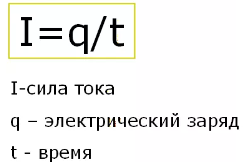 I=q/t
I-сила тока
q – электрический заряд
t - время